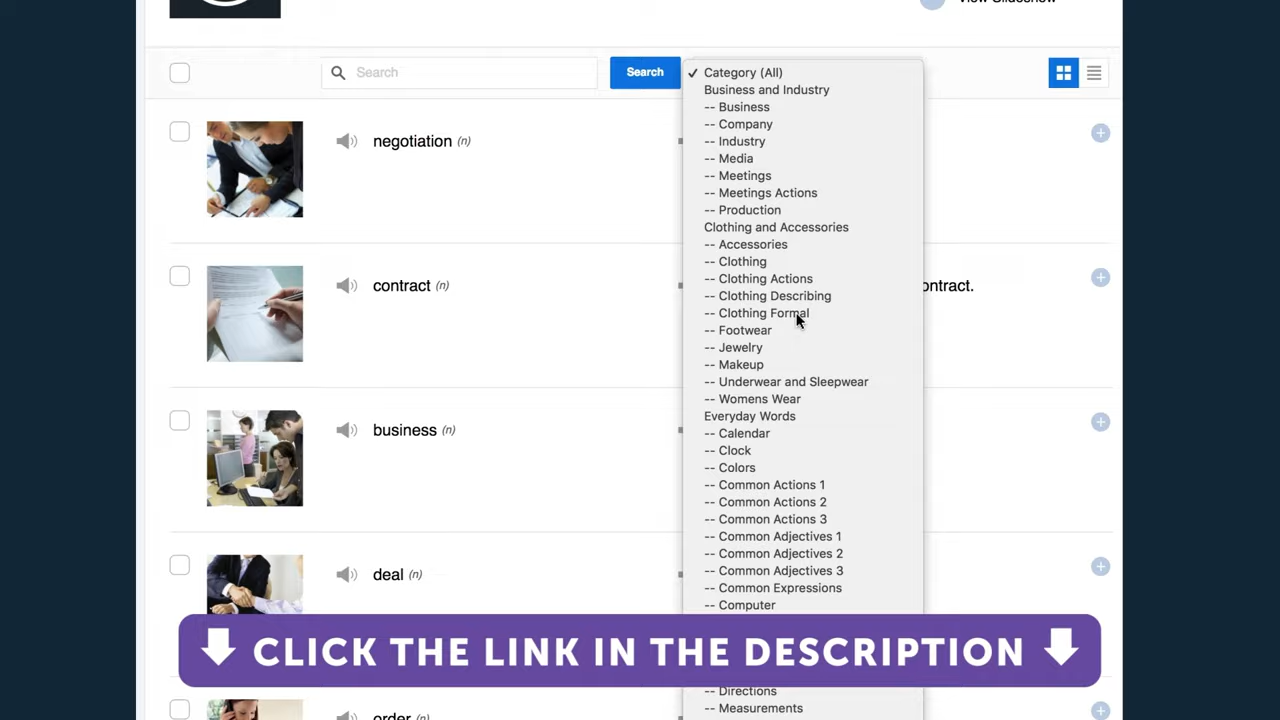 View Slideshow
Search
Search
✓ Category (All)
Business and Industry
-- Business
-- Company
-- Industry
-- Media
-- Meetings
-- Meetings Actions
-- Production
Clothing and Accessories
-- Accessories
-- Clothing
-- Clothing Actions
-- Clothing Describing
-- Clothing Formal
-- Footwear
-- Jewelry
-- Makeup
-- Underwear and Sleepwear
-- Womens Wear
Everyday Words
-- Calendar
-- Clock
-- Colors
-- Common Actions 1
-- Common Actions 2
-- Common Actions 3
-- Common Adjectives 1
-- Common Adjectives 2
-- Common Adjectives 3
-- Common Expressions
-- Computer
-- Directions
-- Measurements
negotiation (n)
contract (n)
ontract.
business (n)
deal (n)
CLICK THE LINK IN THE DESCRIPTION
order (n)